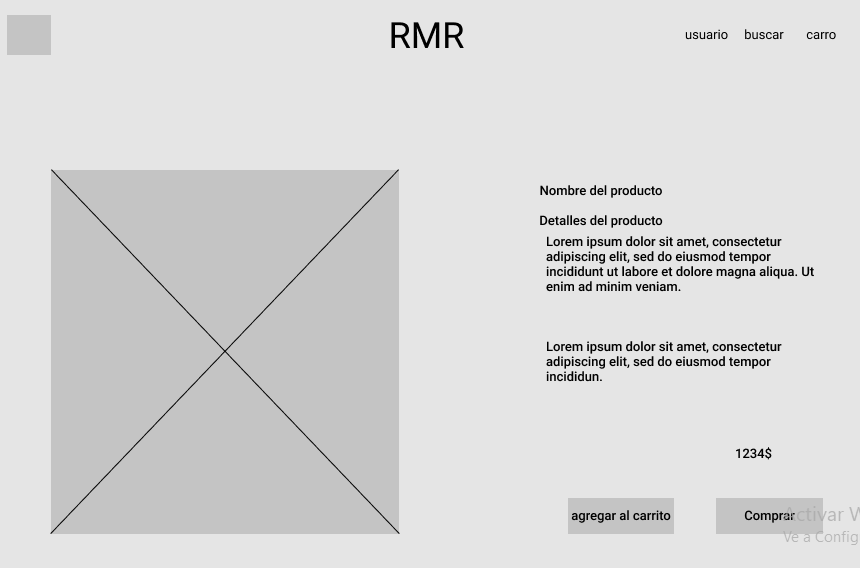 RMR
usuario buscar carro
Nombre del producto
Detalles del producto
Lorem ipsum dolor sit amet, consectetur
adipiscing elit, sed do eiusmod tempor
incididunt ut labore et dolore magna aliqua. Ut
enim ad minim veniam.
Lorem ipsum dolor sit amet, consectetur
adipiscing elit, sed do eiusmod tempor
incididun.
1234$
agregar al carrito Comprar
Activar W
Ve a Config